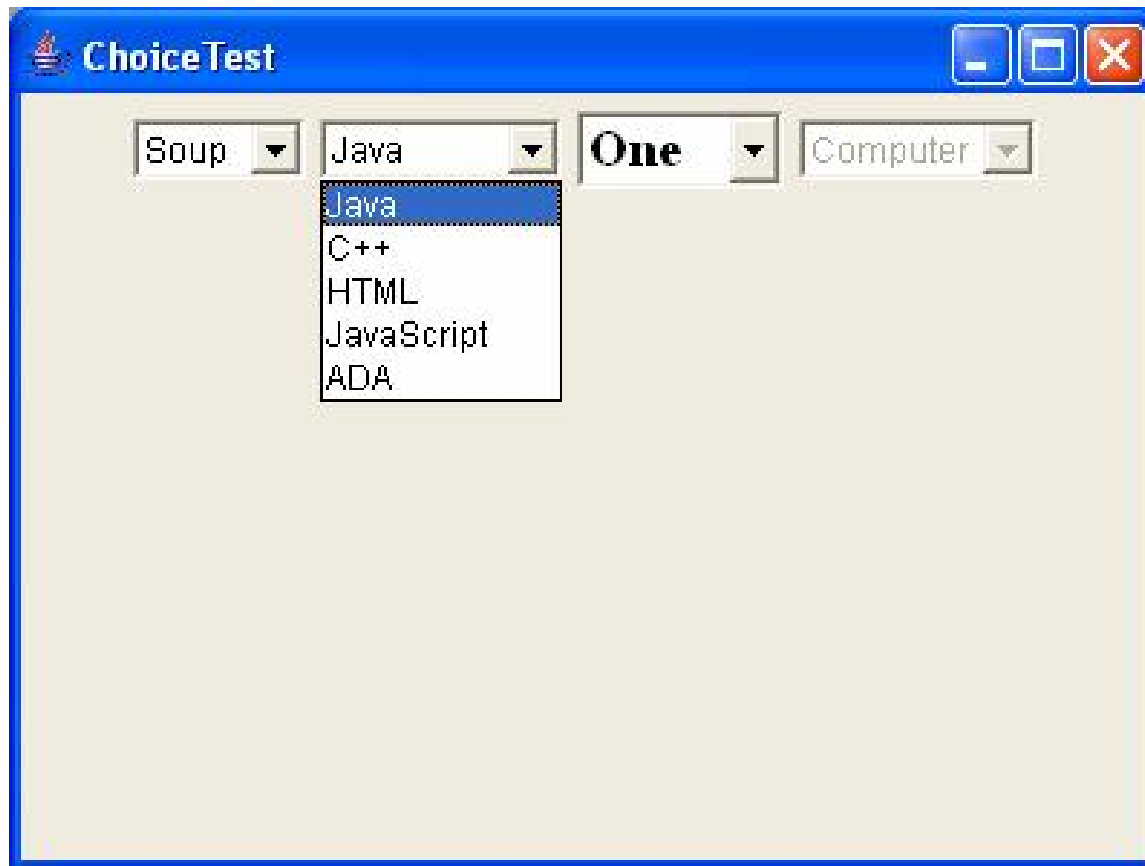 ChoiceTest
Soup Java One Computer
Java
C++
HTML
JavaScript
ADA